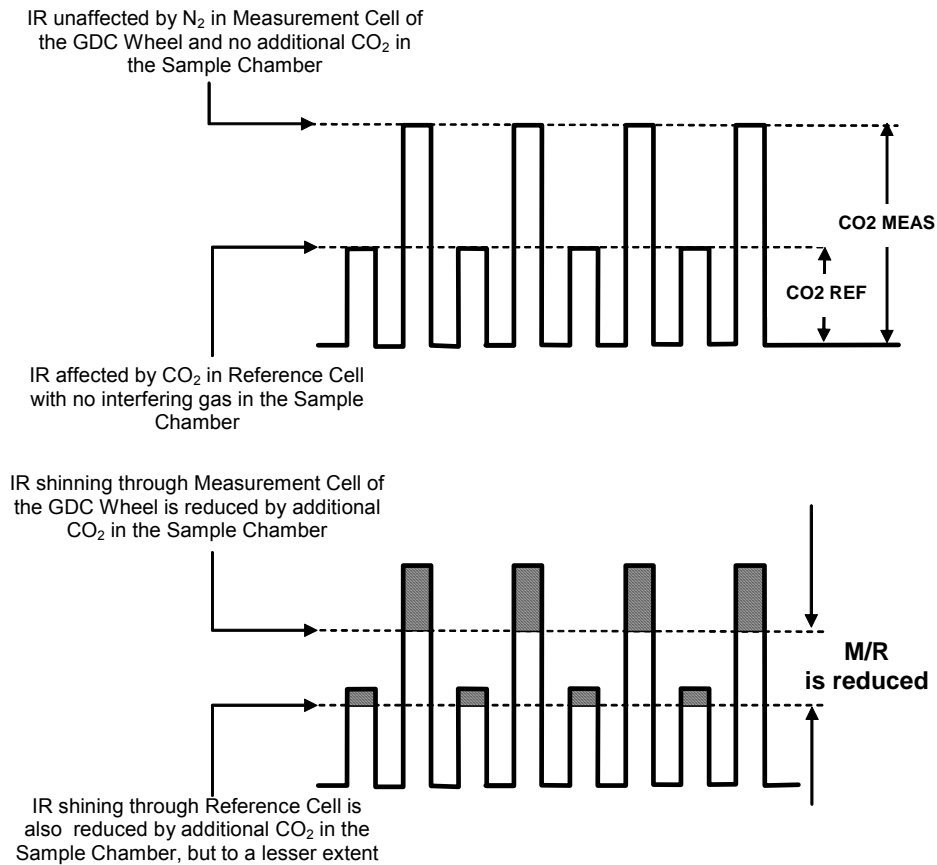 IR unaffected by N₂ in Measurement Cell of
the GDC Wheel and no additional CO₂ in
the Sample Chamber
CO2 MEAS
CO2 REF
IR affected by CO₂ in Reference Cell
with no interfering gas in the Sample
Chamber
IR shinning through Measurement Cell of
the GDC Wheel is reduced by additional
CO₂ in the Sample Chamber
M/R
is reduced
IR shining through Reference Cell is
also reduced by additional CO₂ in the
Sample Chamber, but to a lesser extent